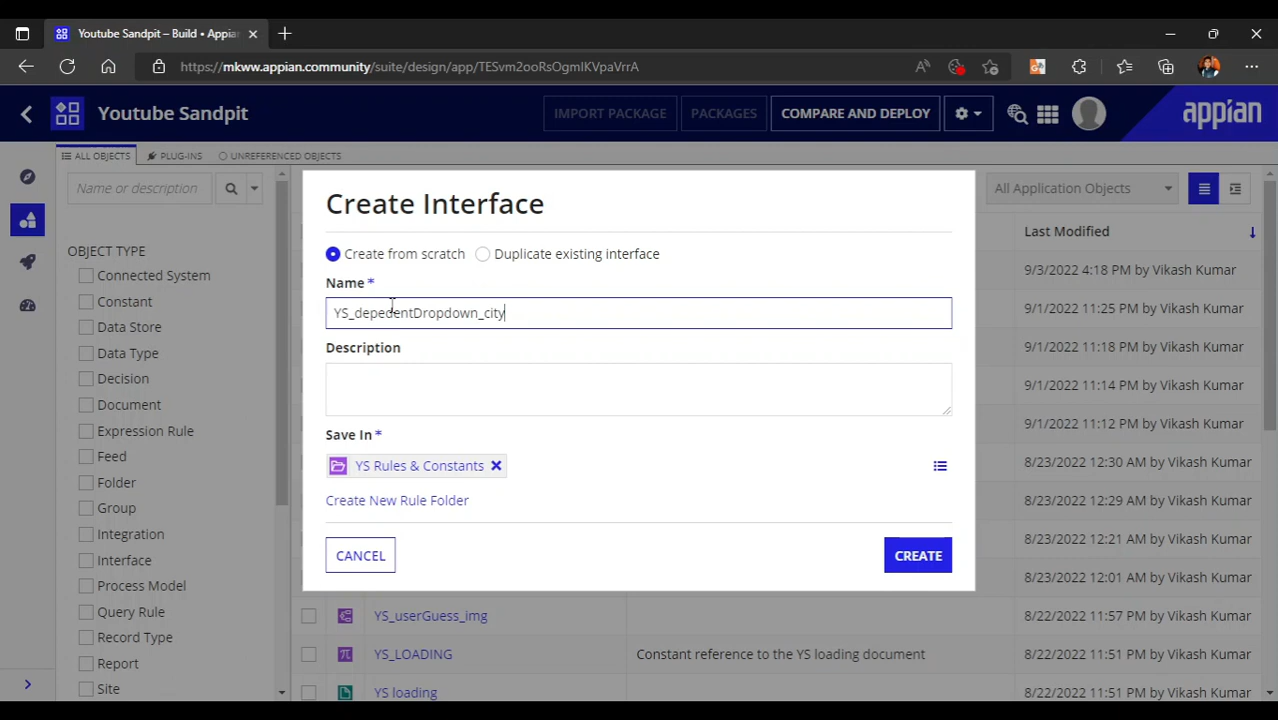 Youtube Sandpit – Build • Appian
https://mkww.appian.community/suite/design/app/TESvm2ooRsOgmlKVpaVrrA
Youtube Sandpit
IMPORT PACKAGE
PACKAGES
COMPARE AND DEPLOY
appian
ALL OBJECTS
PLUG-INS
UNREFERENCED OBJECTS
Name or description
All Application Objects
OBJECT TYPE
Connected System
Constant
Data Store
Data Type
Decision
Document
Expression Rule
Feed
Folder
Group
Integration
Interface
Process Model
Query Rule
Record Type
Report
Site
Create Interface
Create from scratch
Duplicate existing interface
Name *
YS_depedentDropdown_city
Description
Save In *
YS Rules & Constants
Create New Rule Folder
CANCEL
CREATE
Last Modified
9/3/2022 4:18 PM by Vikash Kumar
9/1/2022 11:25 PM by Vikash Kumar
9/1/2022 11:18 PM by Vikash Kumar
9/1/2022 11:14 PM by Vikash Kumar
9/1/2022 11:12 PM by Vikash Kumar
8/23/2022 12:30 AM by Vikash Kumar
8/23/2022 12:29 AM by Vikash Kumar
8/23/2022 12:21 AM by Vikash Kumar
8/23/2022 12:01 AM by Vikash Kumar
YS_userGuess_img
8/22/2022 11:57 PM by Vikash Kumar
YS_LOADING
Constant reference to the YS loading document
8/22/2022 11:51 PM by Vikash Kumar
YS loading
8/22/2022 11:51 PM by Vikash Kumar